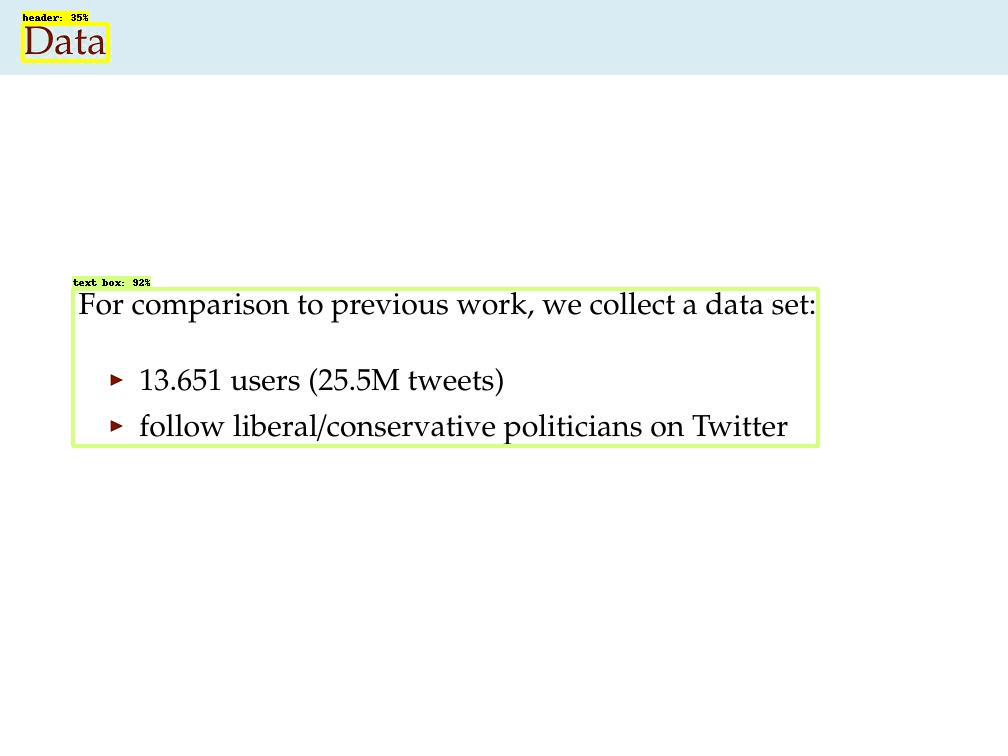 header: 35%
Data
text box: 92%
For comparison to previous work, we collect a data set:
▶ 13.651 users (25.5M tweets)
▶ follow liberal/conservative politicians on Twitter